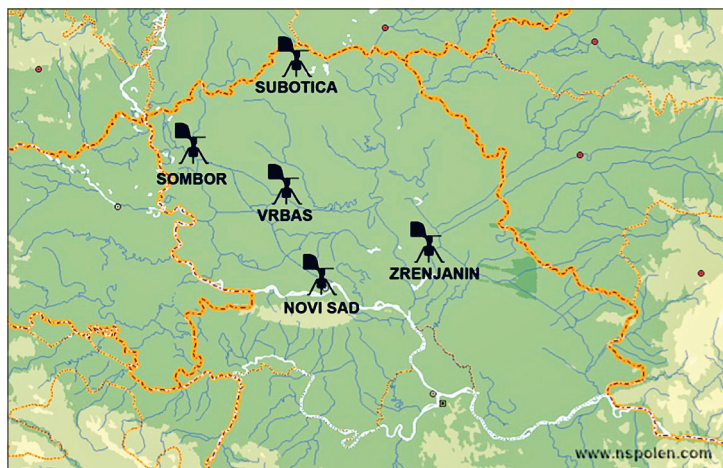 SUBOTICA
SOMBOR
VRBAS
ZRENJANIN
NOVI SAD
www.nspolen.com